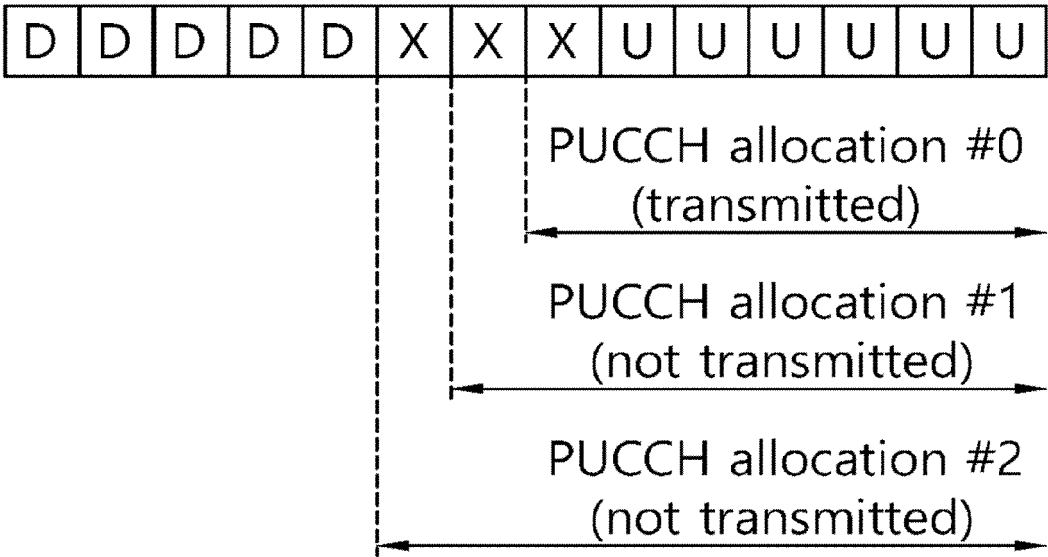 D D D D D X X X U U U U U U
PUCCH allocation #0
(transmitted)
PUCCH allocation #1
(not transmitted)
PUCCH allocation #2
(not transmitted)